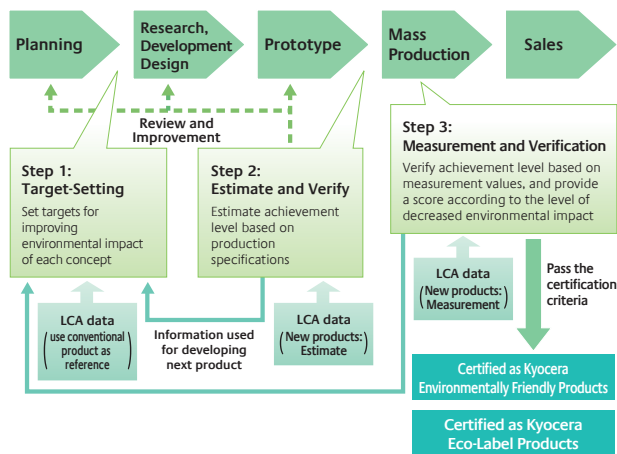 Planning
Research,
Development
Design
Prototype
Mass
Production
Sales
Review and
Improvement
Step 1:
Target-Setting
Set targets for
improving
environmental impact
of each concept
Step 2:
Estimate and Verify
Estimate achievement
level based on
production
specifications
Step 3:
Measurement and Verification
Verify achievement level based on
measurement values, and provide
a score according to the level of
decreased environmental impact
LCA data
(use conventional
product as
reference)
Information used
for developing
next product
LCA data
(New products:
Estimate)
LCA data
(New products:
Measurement)
Pass the
certification
criteria
Certified as Kyocera
Environmentally Friendly Products
Certified as Kyocera
Eco-Label Products